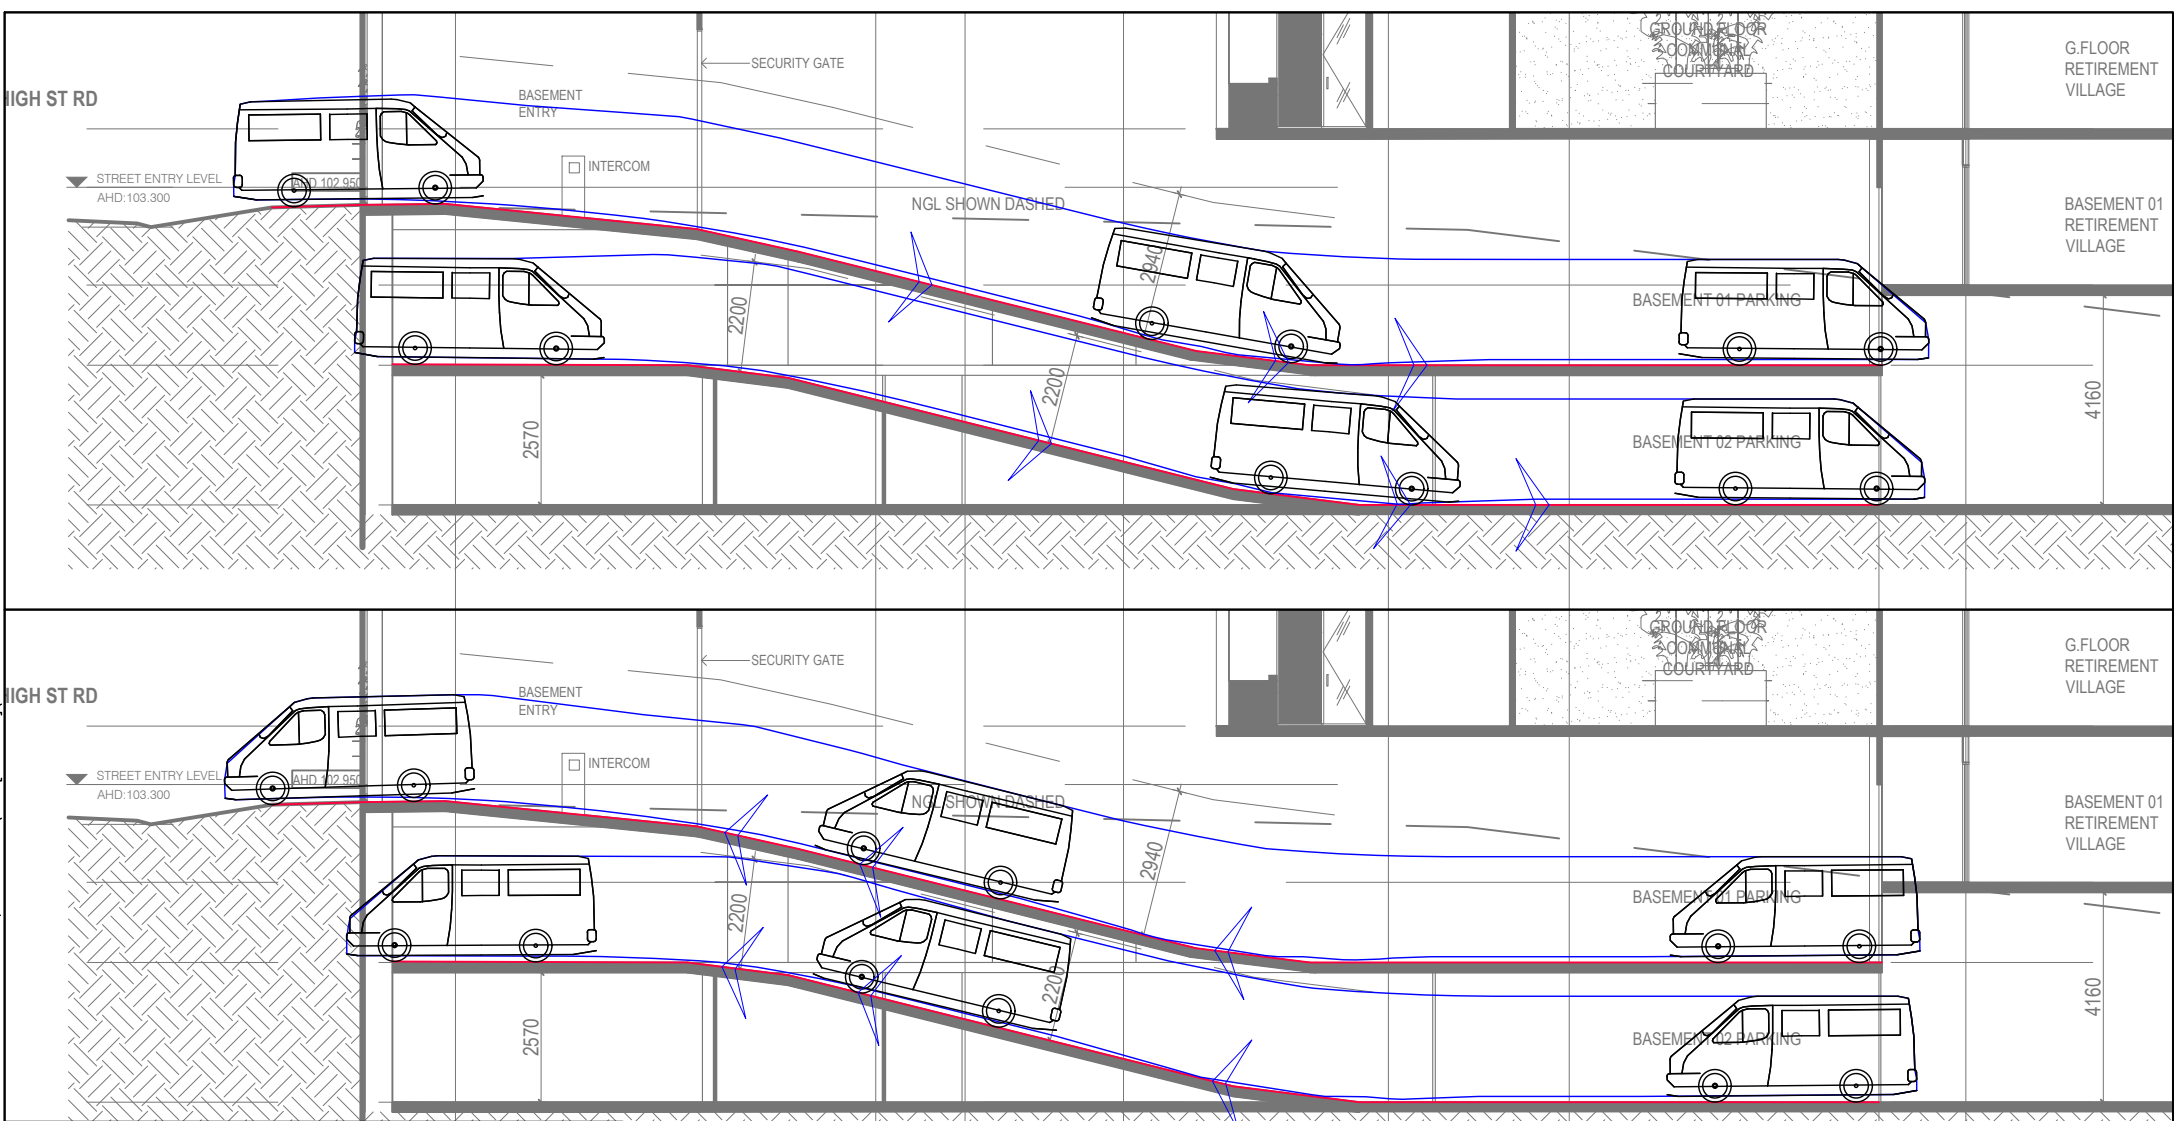 HIGH ST RD
STREET ENTRY LEVEL
AHD:103.300
AHD 102.950
BASEMENT
ENTRY
SECURITY GATE
INTERCOM
NGL SHOWN DASHED
2940
2200
2200
2570
GROUND FLOOR
COMMUNAL
COURTYARD
G.FLOOR
RETIREMENT
VILLAGE
BASEMENT 01
RETIREMENT
VILLAGE
BASEMENT 01 PARKING
BASEMENT 02 PARKING
4160
HIGH ST RD
STREET ENTRY LEVEL
AHD:103.300
AHD 102.950
BASEMENT
ENTRY
SECURITY GATE
INTERCOM
NGL SHOWN DASHED
2940
2200
2200
2570
GROUND FLOOR
COMMUNAL
COURTYARD
G.FLOOR
RETIREMENT
VILLAGE
BASEMENT 01
RETIREMENT
VILLAGE
BASEMENT 01 PARKING
BASEMENT 02 PARKING
4160